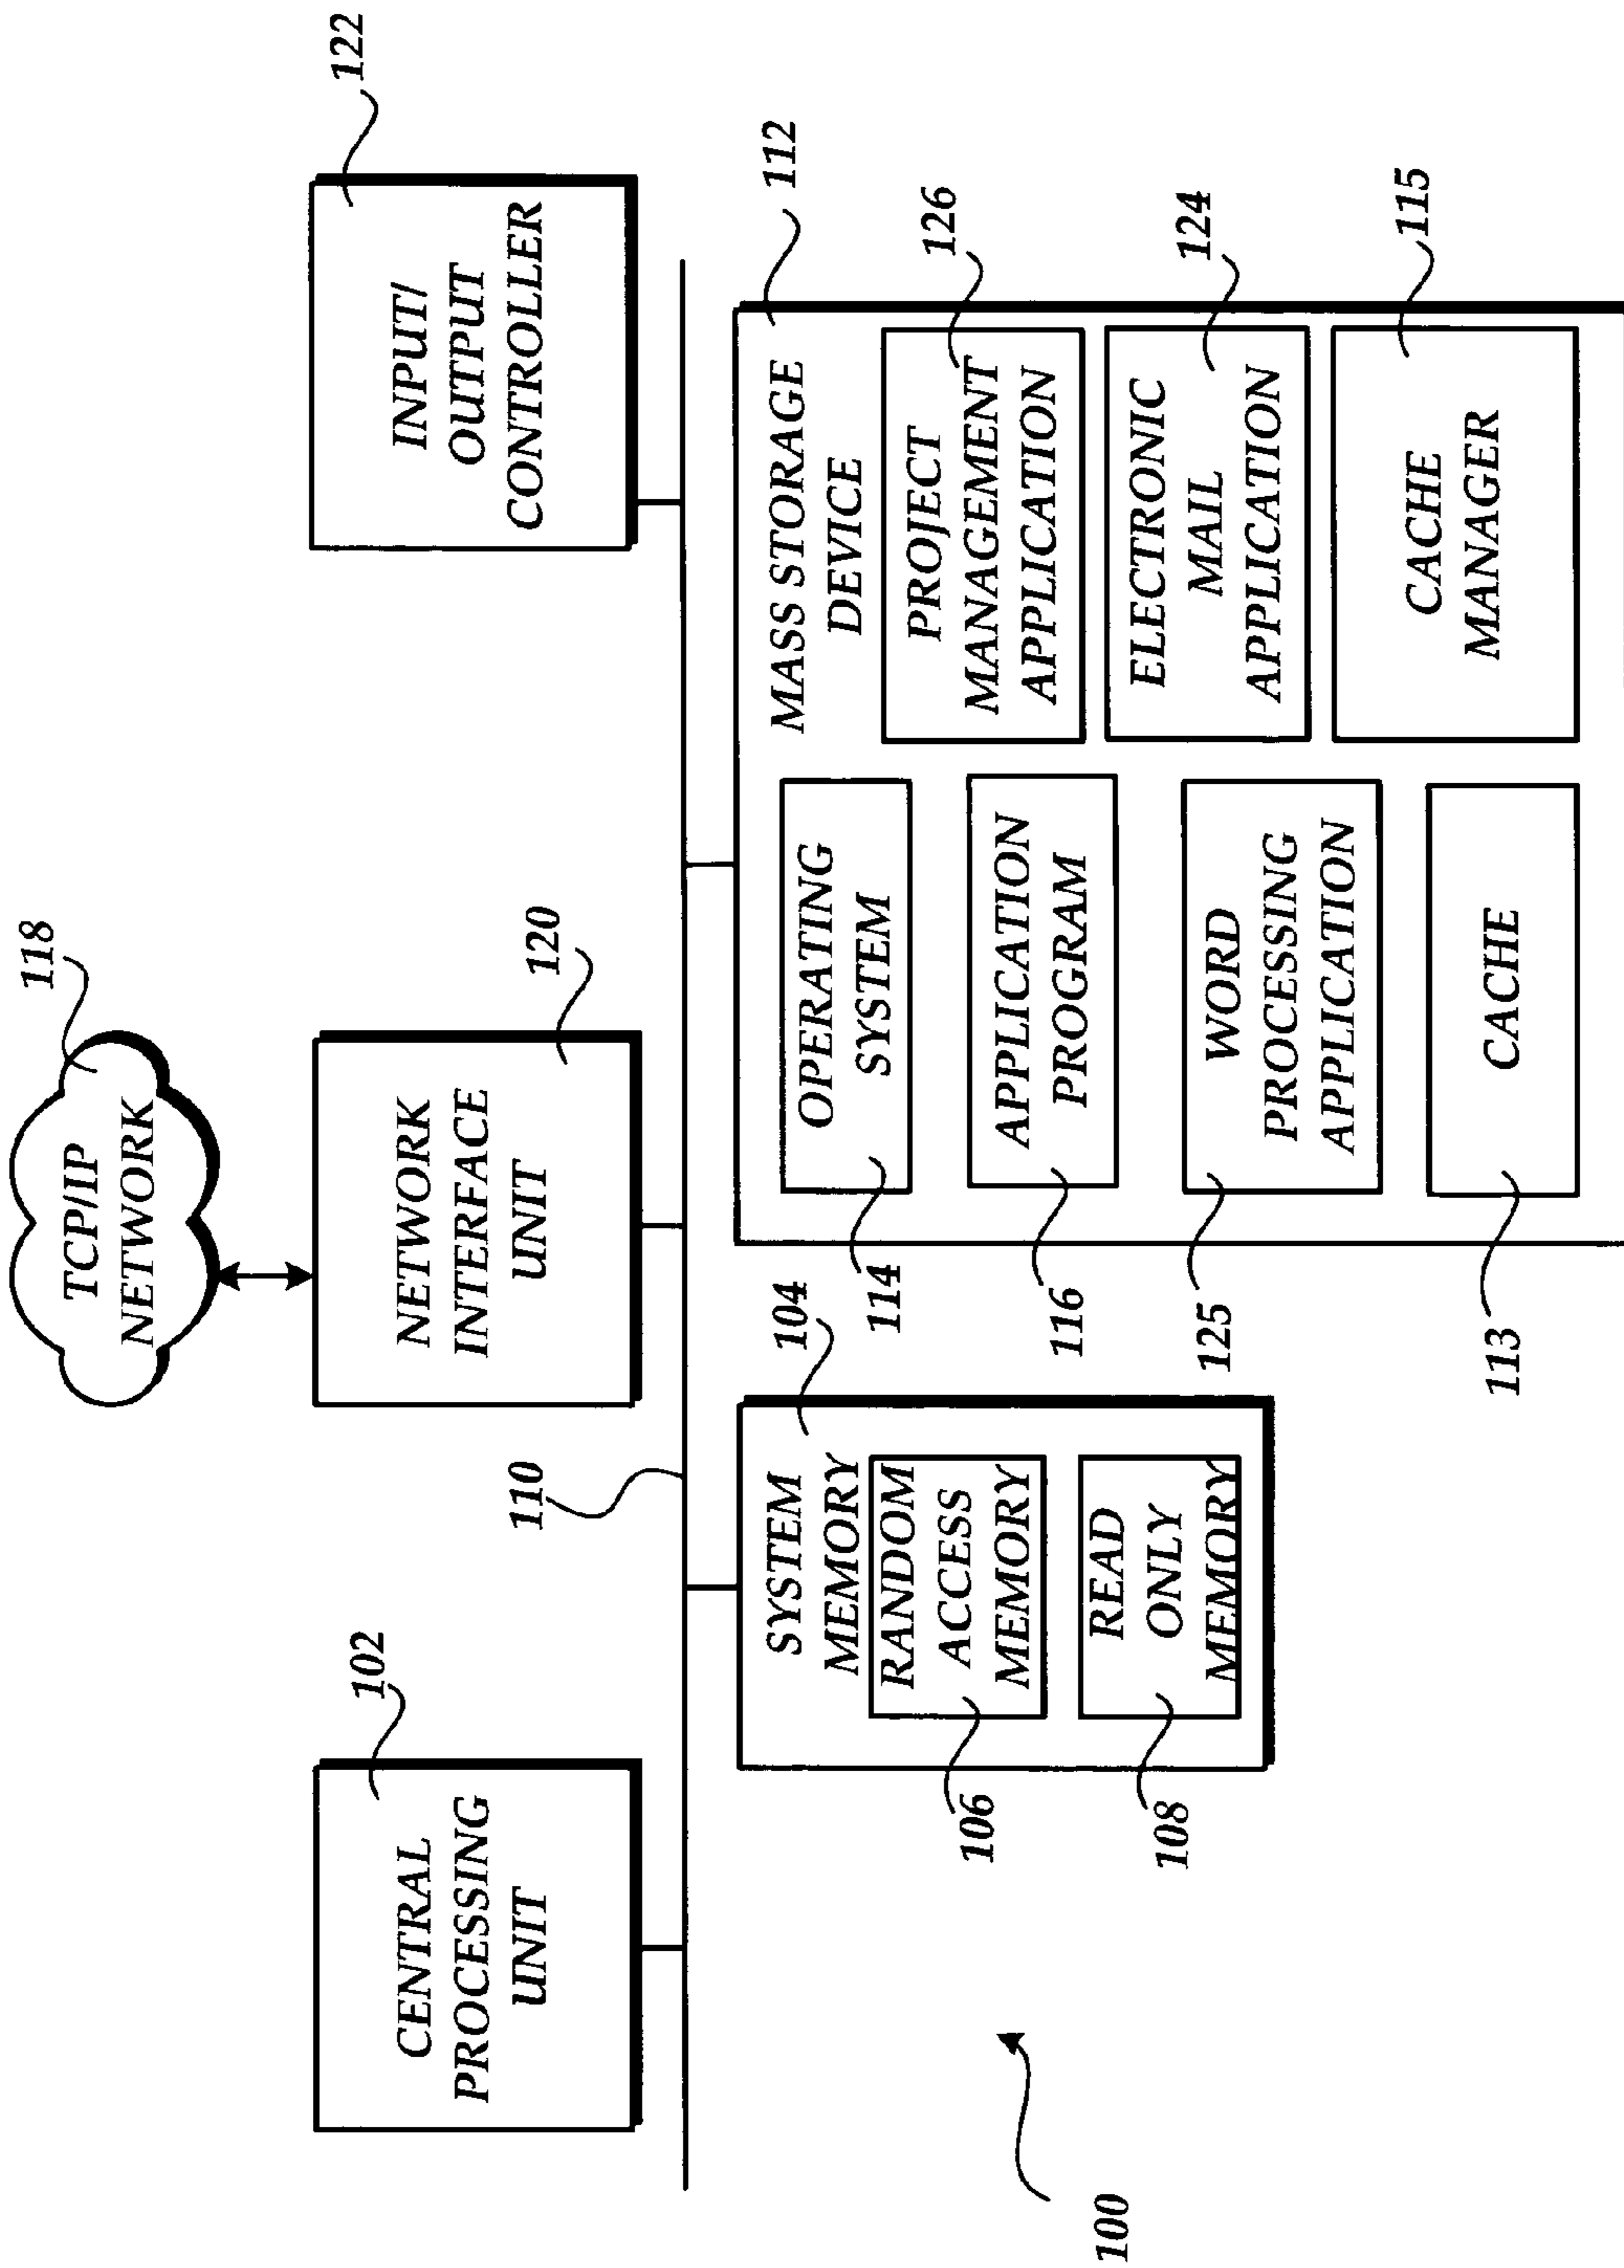 118
TCP/IP
NETWORK
102
CENTRAL
PROCESSING
UNIT
120
NETWORK
INTERFACE
UNIT
122
INPUT/
OUTPUT
CONTROLLER
110
104
SYSTEM
MEMORY
RANDOM
ACCESS
MEMORY
106
READ
ONLY
MEMORY
108
112
MASS STORAGE
DEVICE
OPERATING
SYSTEM
114
APPLICATION
PROGRAM
116
WORD
PROCESSING
APPLICATION
125
CACHE
113
PROJECT
MANAGEMENT
APPLICATION
126
ELECTRONIC
MAIL
APPLICATION
124
CACHE
MANAGER
115
100